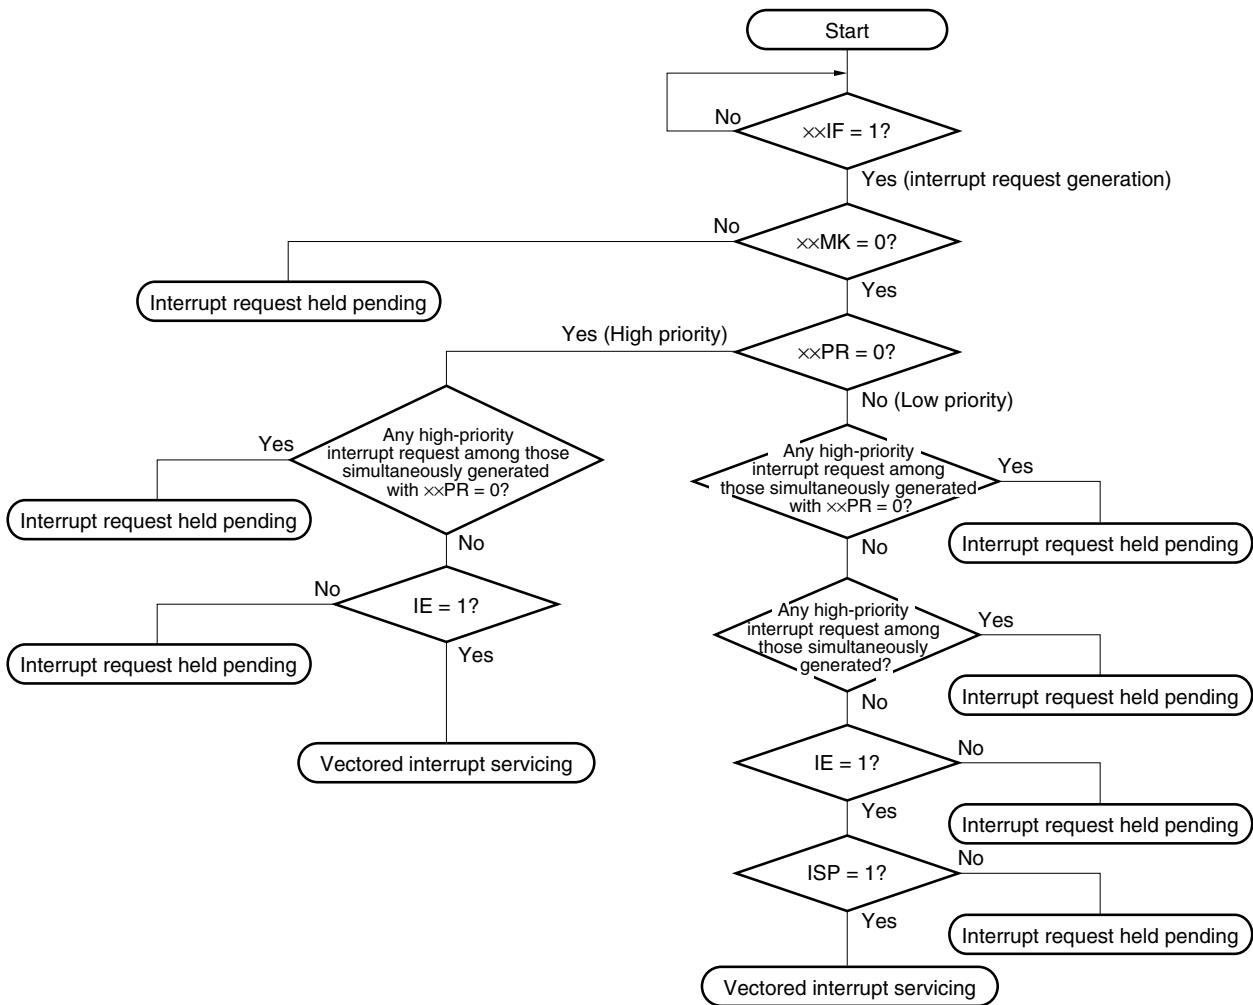 Start
No
××IF = 1?
Yes (interrupt request generation)
No
××MK = 0?
Interrupt request held pending
Yes
Yes (High priority)
××PR = 0?
No (Low priority)
Yes
Any high-priority
interrupt request among those
simultaneously generated
with ××PR = 0?
Any high-priority
interrupt request among
those simultaneously generated
with ××PR = 0?
Yes
Interrupt request held pending
No
Interrupt request held pending
No
No
IE = 1?
Any high-priority
interrupt request among
those simultaneously
generated?
Yes
Interrupt request held pending
Yes
Interrupt request held pending
No
Vectored interrupt servicing
IE = 1?
No
Yes
Interrupt request held pending
ISP = 1?
No
Yes
Interrupt request held pending
Vectored interrupt servicing